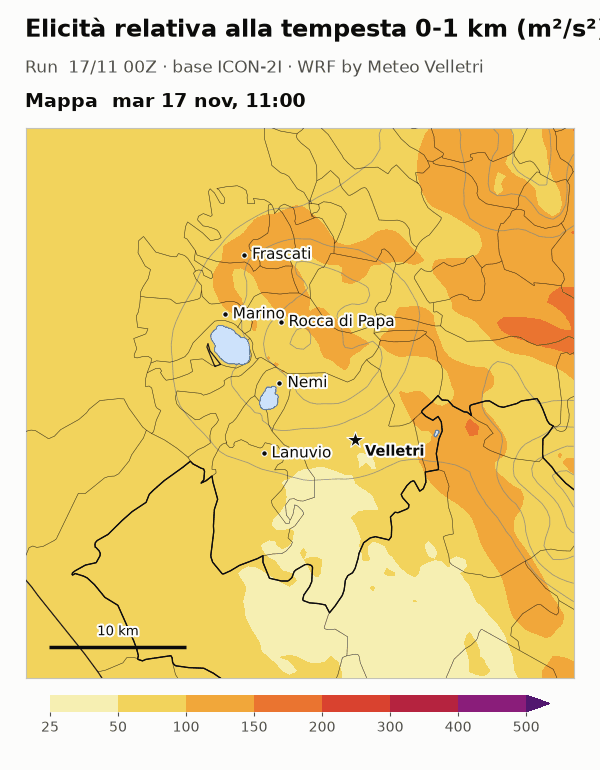 Elicità relativa alla tempesta 0-1 km (m²/s²)
Run  17/11 00Z · base ICON-2I · WRF by Meteo Velletri
Mappa  mar 17 nov, 11:00
Frascati
Marino
Rocca di Papa
Nemi
Velletri
Lanuvio
10 km
25 50 100 150 200 300 400 500